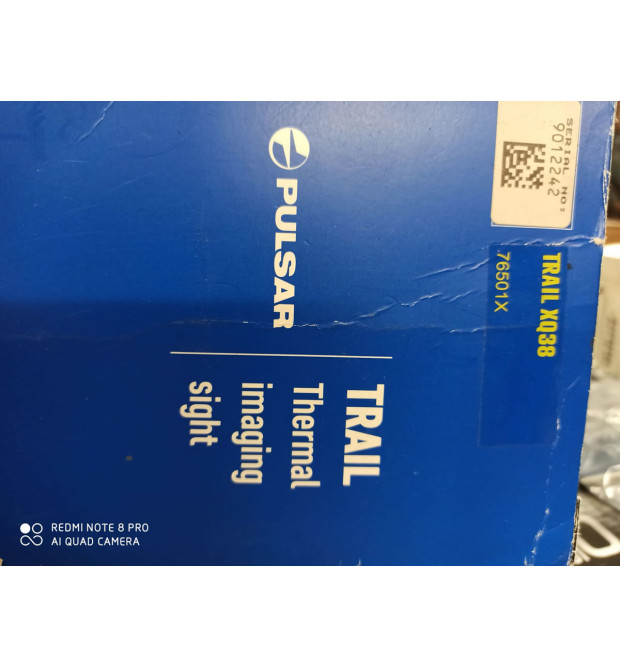 SERIAL NO:
9012242
TRAIL XQ38
76501X
PULSAR
TRAIL
Thermal
imaging
sight
REDMI NOTE 8 PRO
AI QUAD CAMERA